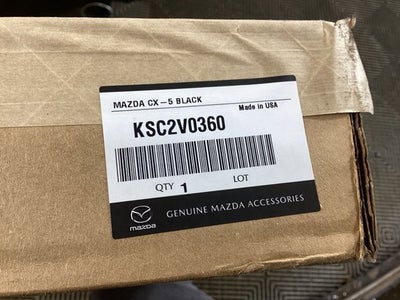 MAZDA CX-5 BLACK
Made in USA
KSC2V0360
QTY 1 LOT
mazda
GENUINE MAZDA ACCESSORIES